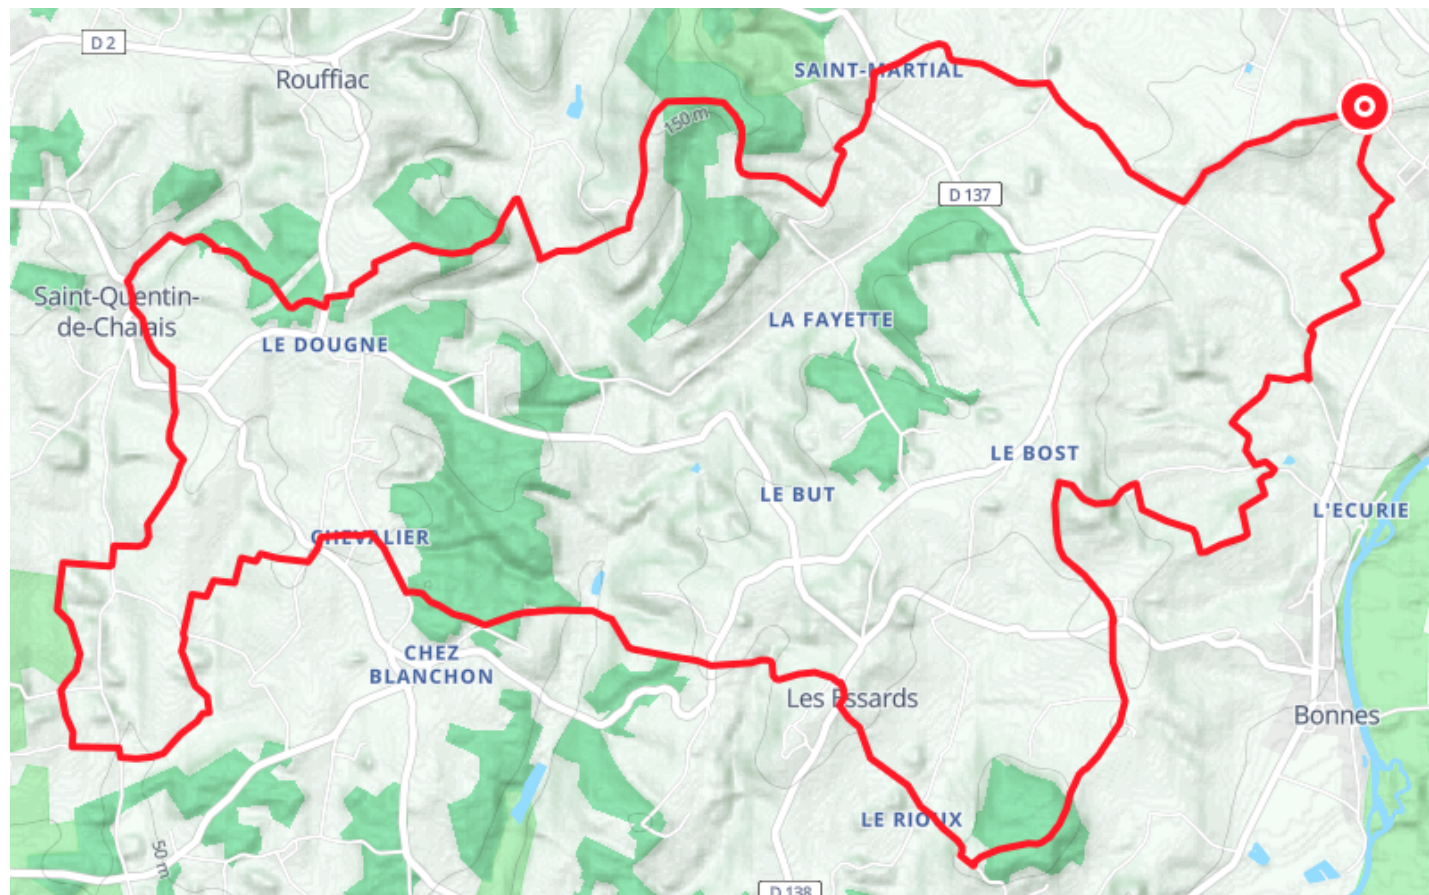 D 2
Rouffiac
SAINT-MARTIAL
150 m
D 137
Saint-Quentin-
de-Chalais
LE DOUGNE
LA FAYETTE
LE BOST
LE BUT
L'ECURIE
CHEVALIER
CHEZ
BLANCHON
Les Essards
Bonnes
LE RIOUX
50 m
D 138